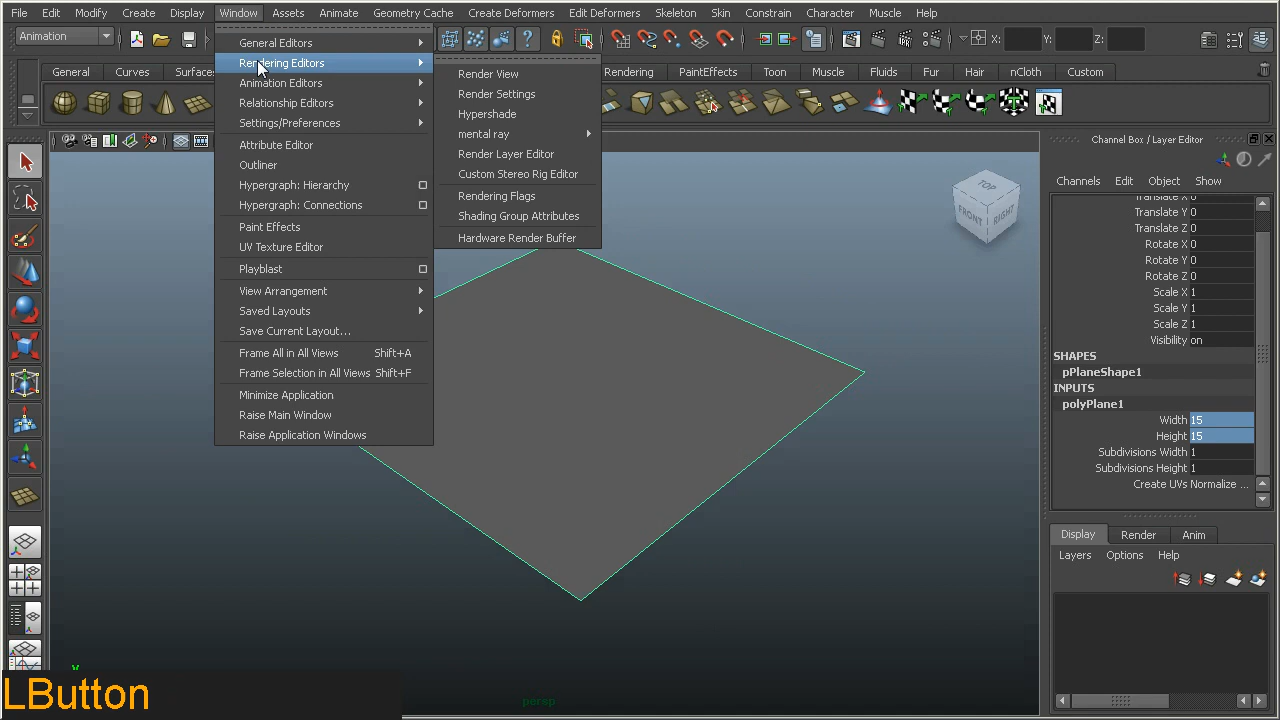 File Edit Modify Create Display Window Assets Animate Geometry Cache Create Deformers Edit Deformers Skeleton Skin Constrain Character Muscle Help
Animation X: Y: Z:
General Curves Surfaces Rendering PaintEffects Toon Muscle Fluids Fur Hair nCloth Custom
General Editors
Rendering Editors
Animation Editors
Relationship Editors
Settings/Preferences
Attribute Editor
Outliner
Hypergraph: Hierarchy
Hypergraph: Connections
Paint Effects
UV Texture Editor
Playblast
View Arrangement
Saved Layouts
Save Current Layout...
Frame All in All Views Shift+A
Frame Selection in All Views Shift+F
Minimize Application
Raise Main Window
Raise Application Windows
Render View
Render Settings
Hypershade
mental ray
Render Layer Editor
Custom Stereo Rig Editor
Rendering Flags
Shading Group Attributes
Hardware Render Buffer
TOP
FRONT RIGHT
Channel Box / Layer Editor
Channels Edit Object Show
Translate X 0
Translate Y 0
Translate Z 0
Rotate X 0
Rotate Y 0
Rotate Z 0
Scale X 1
Scale Y 1
Scale Z 1
Visibility on
SHAPES
pPlaneShape1
INPUTS
polyPlane1
Width 15
Height 15
Subdivisions Width 1
Subdivisions Height 1
Create UVs Normalize ...
Display Render Anim
Layers Options Help
y
persp
LButton